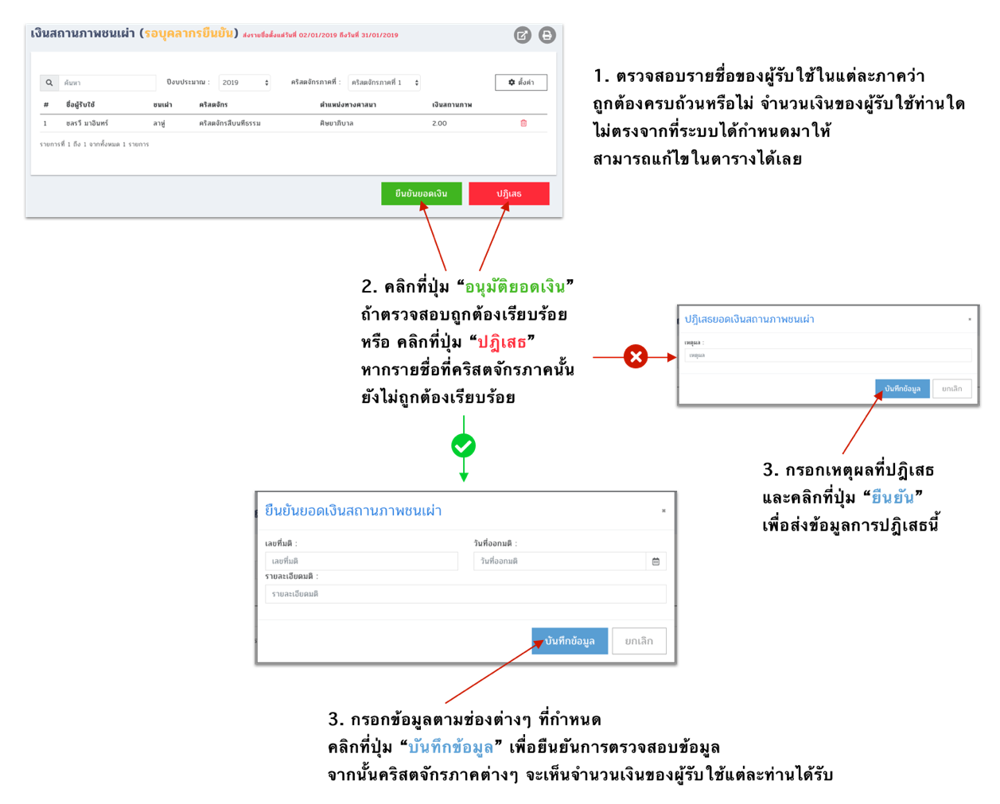 เงินสถานภาพชนเผ่า (รอบุคลากรยืนยัน) ส่งรายชื่อตั้งแต่วันที่ 02/01/2019 ถึงวันที่ 31/01/2019
ค้นหา ปีงบประมาณ : 2019 คริสตจักรภาคที่ : คริสตจักรภาคที่ 1 ตั้งค่า
# ชื่อผู้รับใช้ ชนเผ่า คริสตจักร ตำแหน่งทางศาสนา เงินสถานภาพ
1 ชลรวี มาอินทร์ ลาหู่ คริสตจักรสืบนทีธรรม ศิษยาภิบาล 2.00
รายการที่ 1 ถึง 1 จากทั้งหมด 1 รายการ
ยืนยันยอดเงิน ปฎิเสธ
1. ตรวจสอบรายชื่อของผู้รับใช้ในแต่ละภาคว่า
ถูกต้องครบถ้วนหรือไม่ จำนวนเงินของผู้รับใช้ท่านใด
ไม่ตรงจากที่ระบบได้กำหนดมาให้
สามารถแก้ไขในตารางได้เลย
2. คลิกที่ปุ่ม “อนุมัติยอดเงิน”
ถ้าตรวจสอบถูกต้องเรียบร้อย
หรือ คลิกที่ปุ่ม “ปฎิเสธ”
หากรายชื่อที่คริสตจักรภาคนั้น
ยังไม่ถูกต้องเรียบร้อย
ปฎิเสธยอดเงินสถานภาพชนเผ่า ×
เหตุผล :
เหตุผล
บันทึกข้อมูล ยกเลิก
3. กรอกเหตุผลที่ปฎิเสธ
และคลิกที่ปุ่ม “ยืนยัน”
เพื่อส่งข้อมูลการปฎิเสธนี้
ยืนยันยอดเงินสถานภาพชนเผ่า ×
เลขที่มติ : วันที่ออกมติ :
เลขที่มติ วันที่ออกมติ
รายละเอียดมติ :
รายละเอียดมติ
บันทึกข้อมูล ยกเลิก
3. กรอกข้อมูลตามช่องต่างๆ ที่กำหนด
คลิกที่ปุ่ม “บันทึกข้อมูล” เพื่อยืนยันการตรวจสอบข้อมูล
จากนั้นคริสตจักรภาคต่างๆ จะเห็นจำนวนเงินของผู้รับใช้แต่ละท่านได้รับ